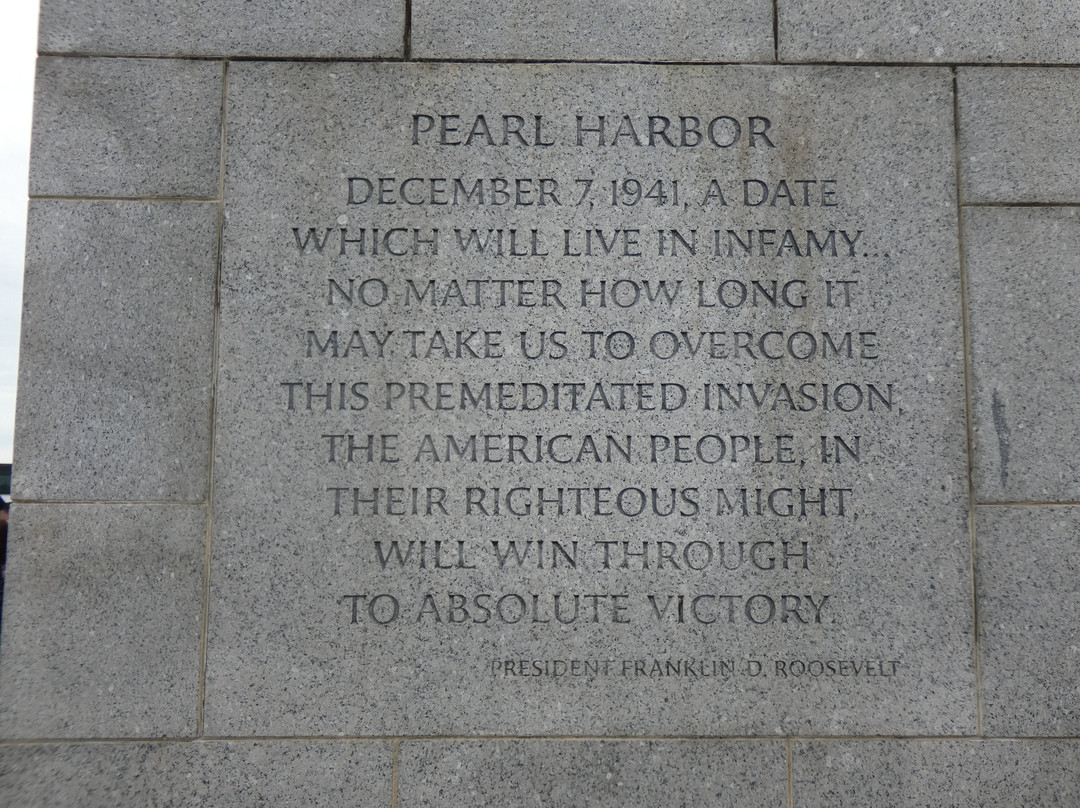 PEARL HARBOR
DECEMBER 7, 1941, A DATE
WHICH WILL LIVE IN INFAMY...
NO MATTER HOW LONG IT
MAY TAKE US TO OVERCOME
THIS PREMEDITATED INVASION,
THE AMERICAN PEOPLE, IN
THEIR RIGHTEOUS MIGHT,
WILL WIN THROUGH
TO ABSOLUTE VICTORY.
PRESIDENT FRANKLIN D. ROOSEVELT